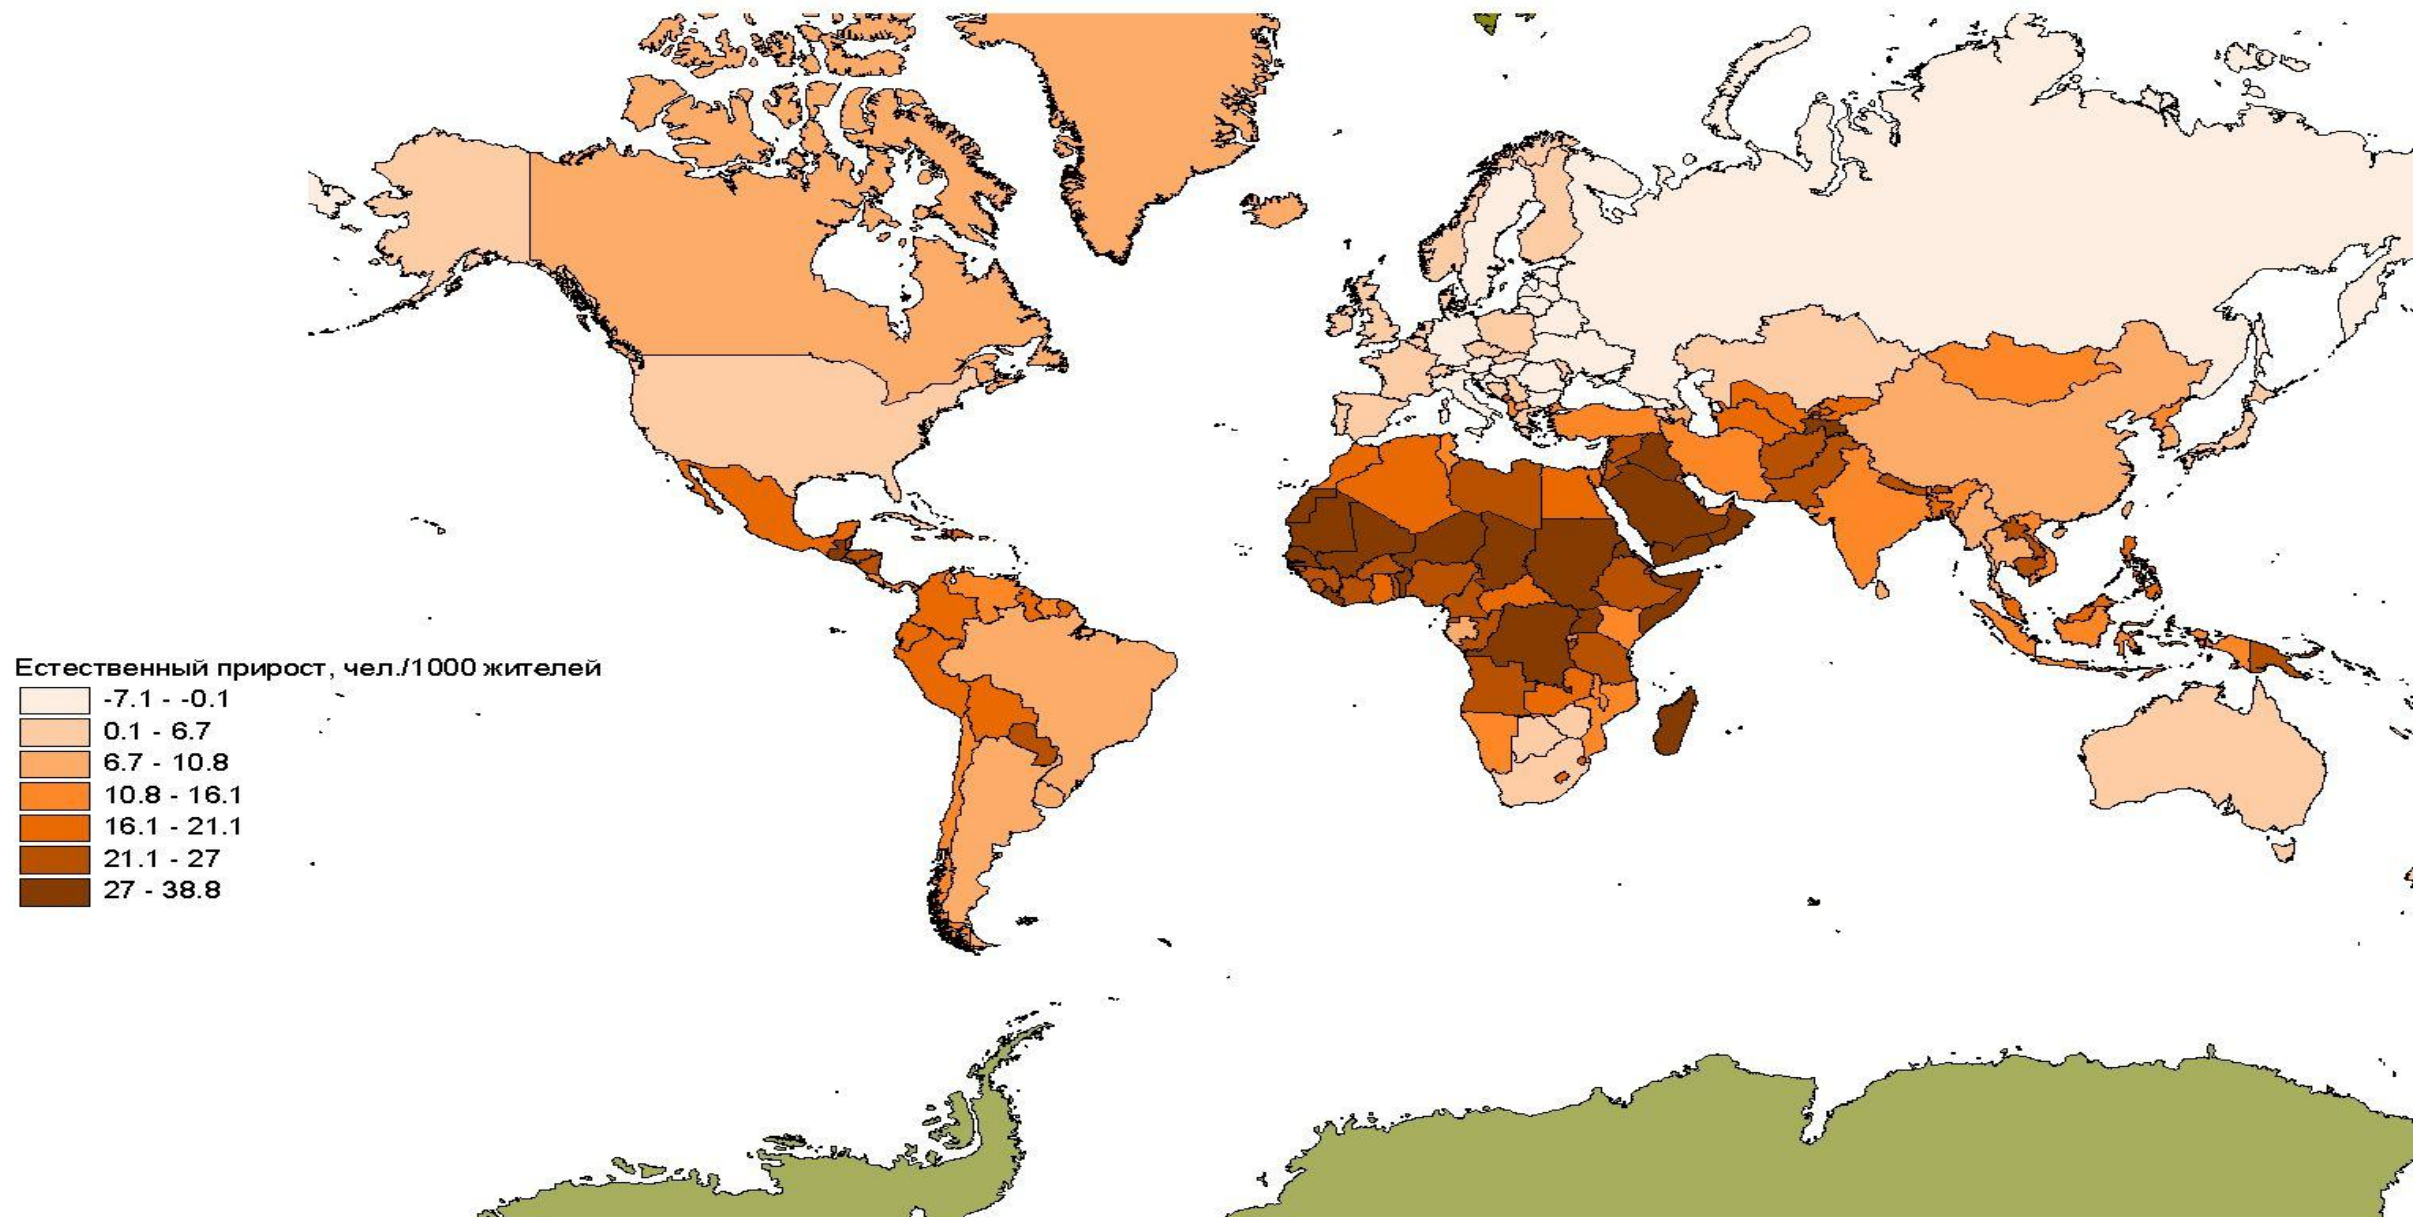 Естественный прирост, чел./1000 жителей
-7.1 - -0.1
0.1 - 6.7
6.7 - 10.8
10.8 - 16.1
16.1 - 21.1
21.1 - 27
27 - 38.8